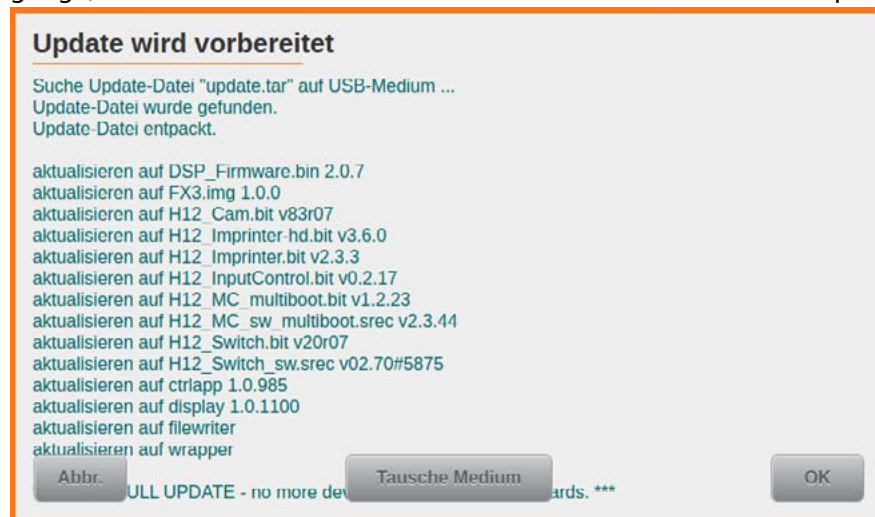 Update wird vorbereitet
Suche Update-Datei "update.tar" auf USB-Medium ...
Update-Datei wurde gefunden.
Update-Datei entpackt.
aktualisieren auf DSP_Firmware.bin 2.0.7
aktualisieren auf FX3.img 1.0.0
aktualisieren auf H12_Cam.bit v83r07
aktualisieren auf H12_Imprinter-hd.bit v3.6.0
aktualisieren auf H12_Imprinter.bit v2.3.3
aktualisieren auf H12_InputControl.bit v0.2.17
aktualisieren auf H12_MC_multiboot.bit v1.2.23
aktualisieren auf H12_MC_sw_multiboot.srec v2.3.44
aktualisieren auf H12_Switch.bit v20r07
aktualisieren auf H12_Switch_sw.srec v02.70#5875
aktualisieren auf ctrlapp 1.0.985
aktualisieren auf display 1.0.1100
aktualisieren auf filewriter
aktualisieren auf wrapper
Abbr. Tausche Medium OK
ULL UPDATE - no more dev ards. ***